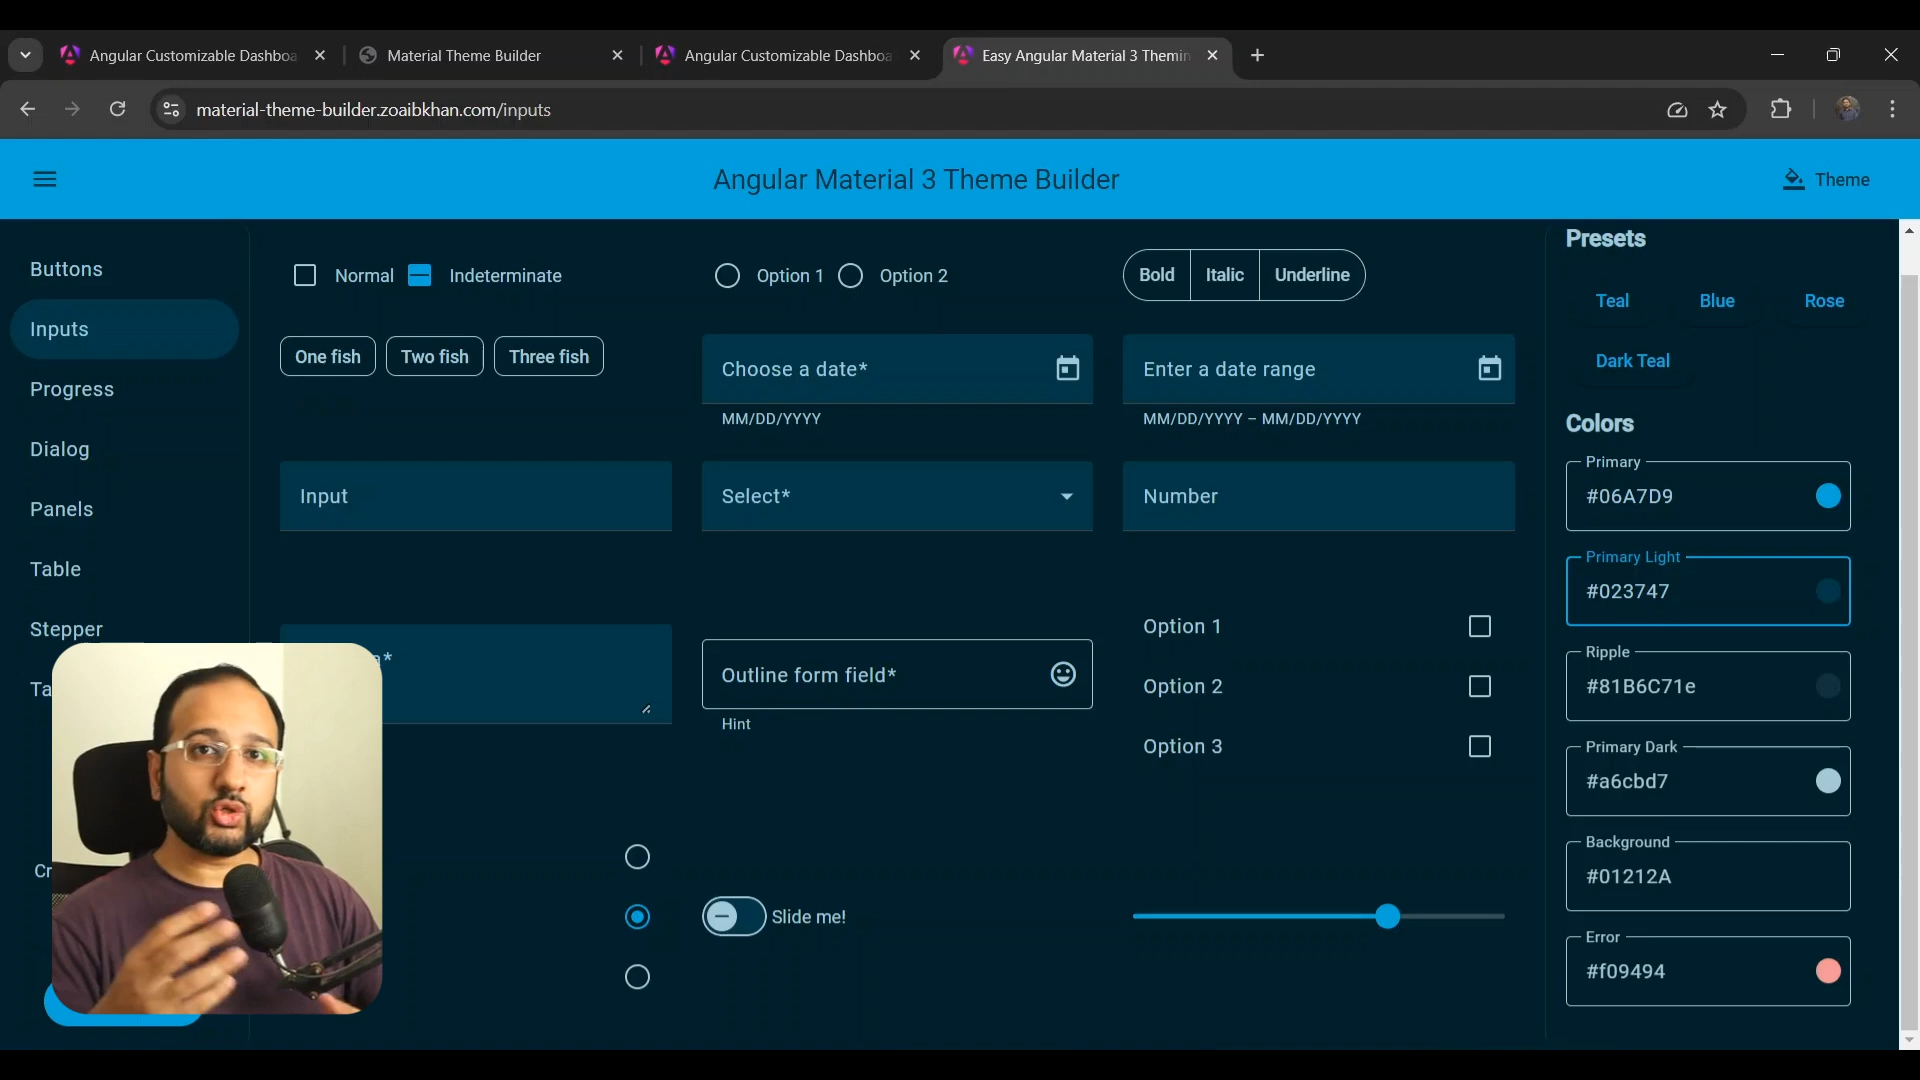 Angular Customizable Dashboa
Material Theme Builder
Angular Customizable Dashboa
Easy Angular Material 3 Themin
material-theme-builder.zoaibkhan.com/inputs
Angular Material 3 Theme Builder
Theme
Buttons
Inputs
Progress
Dialog
Panels
Table
Stepper
Ta
Cr
Normal
Indeterminate
Option 1
Option 2
Bold
Italic
Underline
One fish
Two fish
Three fish
Choose a date*
MM/DD/YYYY
Enter a date range
MM/DD/YYYY – MM/DD/YYYY
Input
Select*
Number
a*
Outline form field*
Hint
Option 1
Option 2
Option 3
Slide me!
Presets
Teal
Blue
Rose
Dark Teal
Colors
Primary
#06A7D9
Primary Light
#023747
Ripple
#81B6C71e
Primary Dark
#a6cbd7
Background
#01212A
Error
#f09494